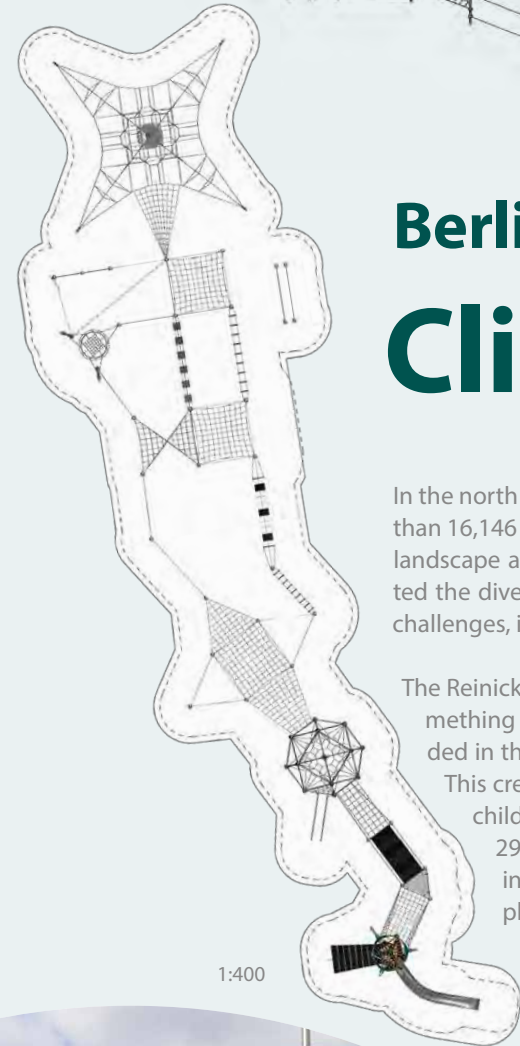 Berli
Cli
In the north
than 16,146
landscape a
ted the dive
challenges, i
The Reinick
mething
ded in th
This cre
child
29
in
pl
1:400